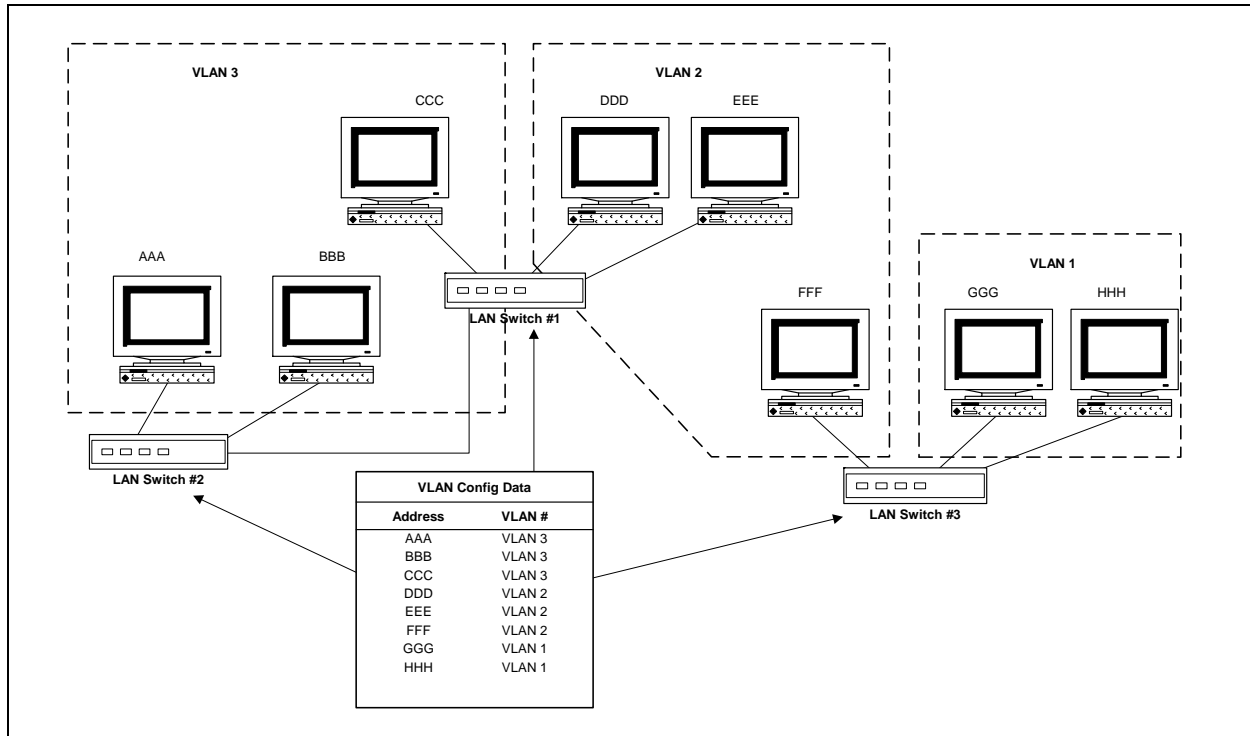 VLAN 3
VLAN 2
CCC
DDD
EEE
AAA
BBB
VLAN 1
FFF
GGG
HHH
LAN Switch #1
LAN Switch #2
LAN Switch #3
VLAN Config Data
Address VLAN #
AAA VLAN 3
BBB VLAN 3
CCC VLAN 3
DDD VLAN 2
EEE VLAN 2
FFF VLAN 2
GGG VLAN 1
HHH VLAN 1